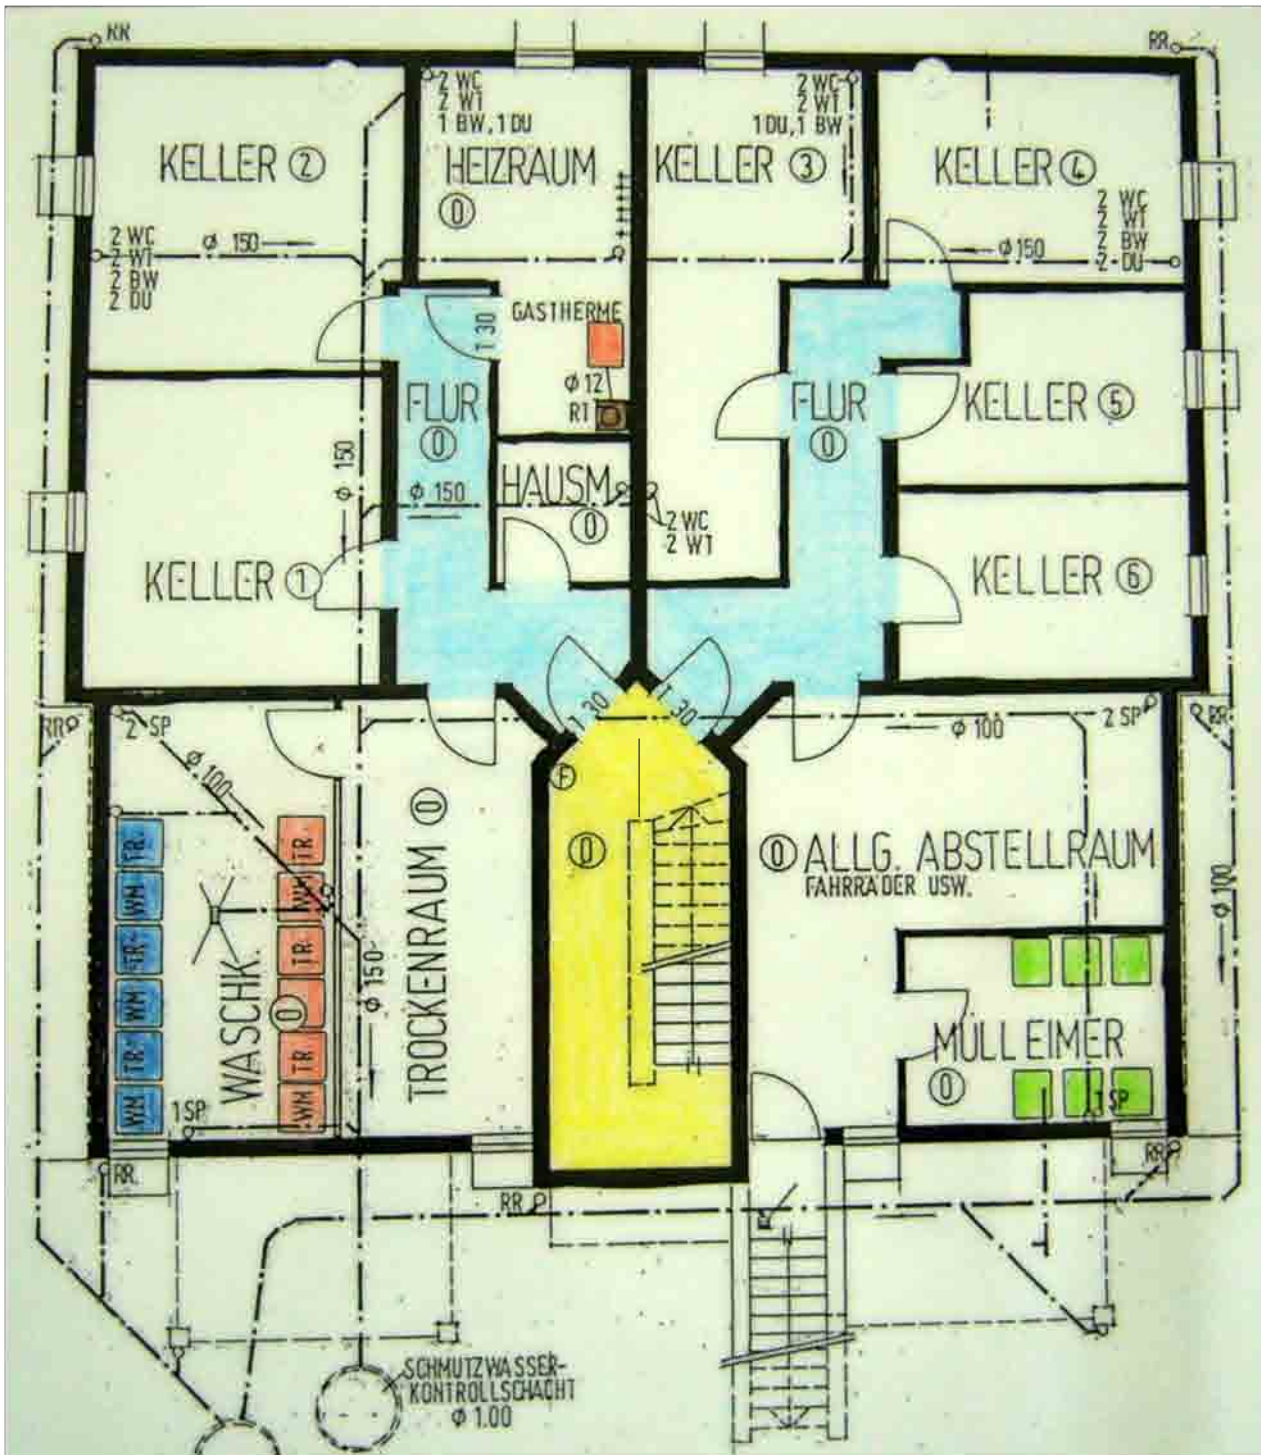 RR
RR
2 WC
2 WT
1 BW, 1 DU
2 WC
2 WT
1 DU, 1 BW
KELLER 2
HEIZRAUM
0
KELLER 3
KELLER 4
2 WC
2 WT
2 BW
2 DU
Ø 150
Ø 150
2 WC
2 WT
2 BW
2 DU
GASTHERME
T 30
Ø 12
RT
FLUR
0
FLUR
0
KELLER 5
Ø 150
Ø 150
HAUSM.
0
2 WC
2 WT
KELLER 1
KELLER 6
T 30
T 30
RR
2 SP
Ø 100
Ø 100
2 SP
RR
F
0
TROCKENRAUM 0
0 ALLG. ABSTELLRAUM
FAHRRÄDER USW.
TR.
WM
TR.
WM
TR.
WM
TR.
WM
TR.
TR.
WM
WASCHK.
0
Ø 150
Ø 100
MÜLLEIMER
0
1 SP
1 SP
RR.
RR.
RR
SCHMUTZWASSER-
KONTROLLSCHACHT
Ø 1.00